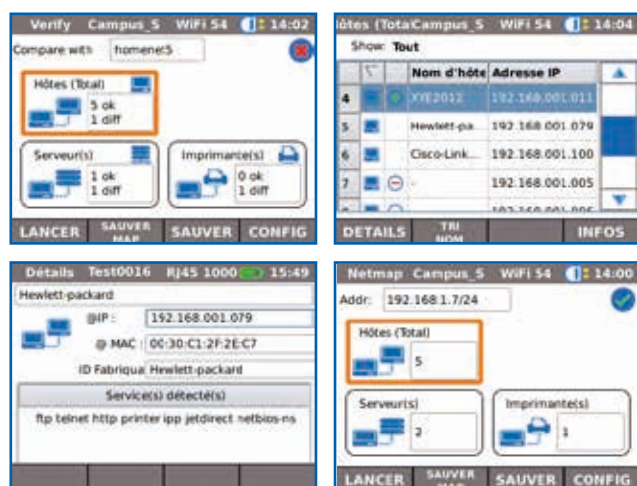 Verify Campus_S WiFi 54 14:02
Compare with homenet5
Hôtes (Total)
5 ok
1 diff
Serveur(s)
1 ok
1 diff
Imprimante(s)
0 ok
1 diff
LANCER SAUVER MAP SAUVER CONFIG
Campus_S WiFi 54 14:04
Show: Tout
Nom d'hôte Adresse IP
4 XYE2012 192.168.001.011
5 Hewlett-pa... 192.168.001.079
6 Cisco-Link... 192.168.001.100
7 - 192.168.001.005
DETAILS TRI NOM INFOS
Détails Test0016 RJ45 1000 15:49
Hewlett-packard
@IP : 192.168.001.079
@ MAC : 00:30:C1:2F:2E:C7
ID Fabriqua Hewlett-packard
Service(s) détecté(s)
ftp telnet http printer ipp jetdirect netbios-ns
Netmap Campus_S WiFi 54 14:00
Addr: 192.168.1.7/24
Hôtes (Total)
5
Serveur(s)
2
Imprimante(s)
1
LANCER SAUVER MAP SAUVER CONFIG